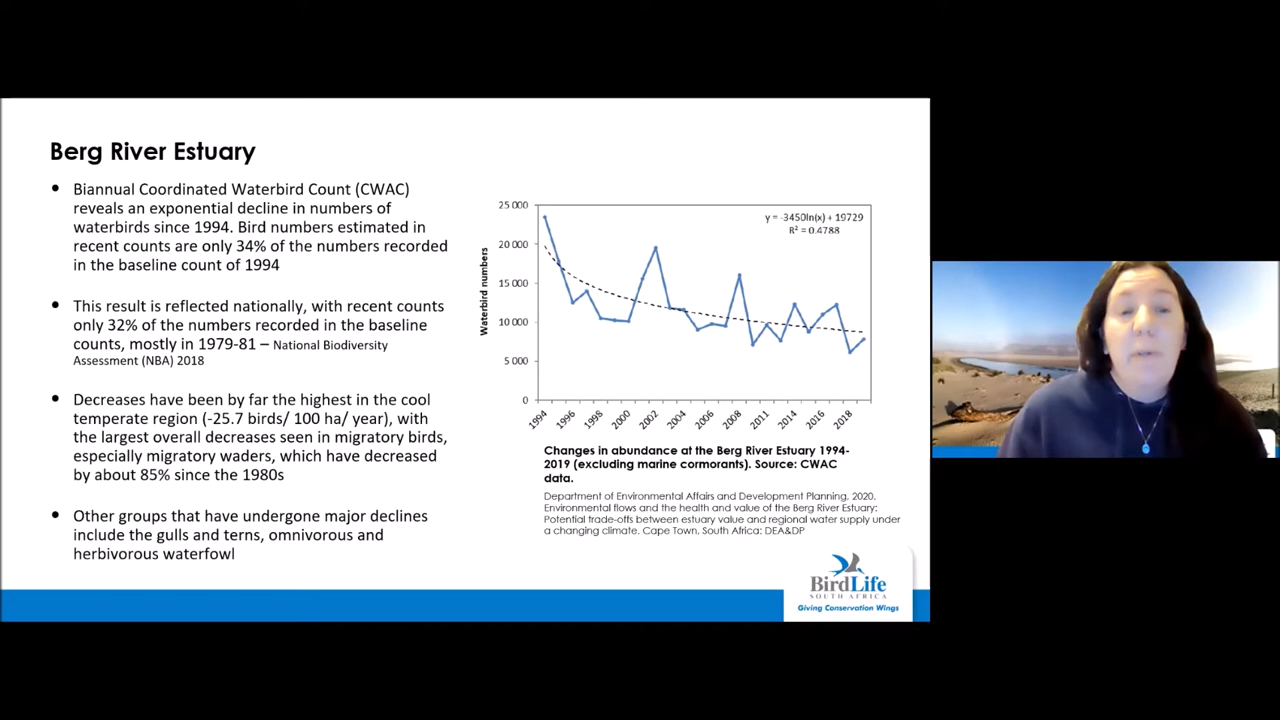 Berg River Estuary
• Biannual Coordinated Waterbird Count (CWAC)
reveals an exponential decline in numbers of
waterbirds since 1994. Bird numbers estimated in
recent counts are only 34% of the numbers recorded
in the baseline count of 1994
• This result is reflected nationally, with recent counts
only 32% of the numbers recorded in the baseline
counts, mostly in 1979-81 – National Biodiversity
Assessment (NBA) 2018
• Decreases have been by far the highest in the cool
temperate region (-25.7 birds/ 100 ha/ year), with
the largest overall decreases seen in migratory birds,
especially migratory waders, which have decreased
by about 85% since the 1980s
• Other groups that have undergone major declines
include the gulls and terns, omnivorous and
herbivorous waterfowl
Waterbird numbers
25 000
20 000
15 000
10 000
5 000
0
y = -3450ln(x) + 19729
R² = 0.4788
1994 1996 1998 2000 2002 2004 2006 2008 2011 2014 2016 2018
Changes in abundance at the Berg River Estuary 1994-
2019 (excluding marine cormorants). Source: CWAC
data.
Department of Environmental Affairs and Development Planning, 2020.
Environmental flows and the health and value of the Berg River Estuary:
Potential trade-offs between estuary value and regional water supply under
a changing climate. Cape Town, South Africa: DEA&DP
BirdLife
SOUTH AFRICA
Giving Conservation Wings